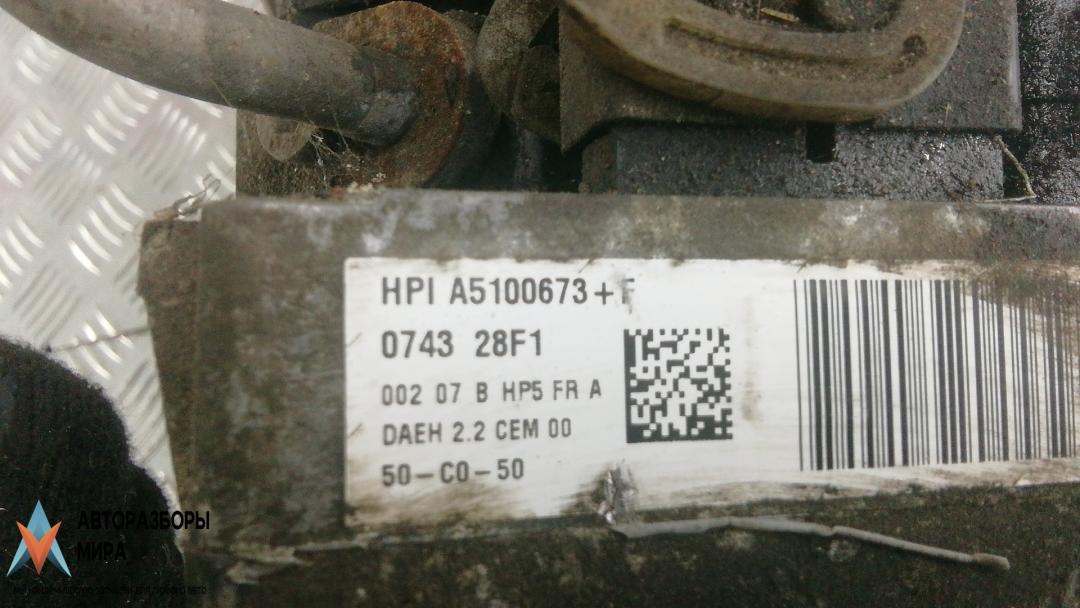 HPI A5100673+F
0743 28F1
002 07 B HP5 FR A
DAEH 2.2 CEM 00
50-C0-50
АВТОРАЗБОРЫ
МИРА